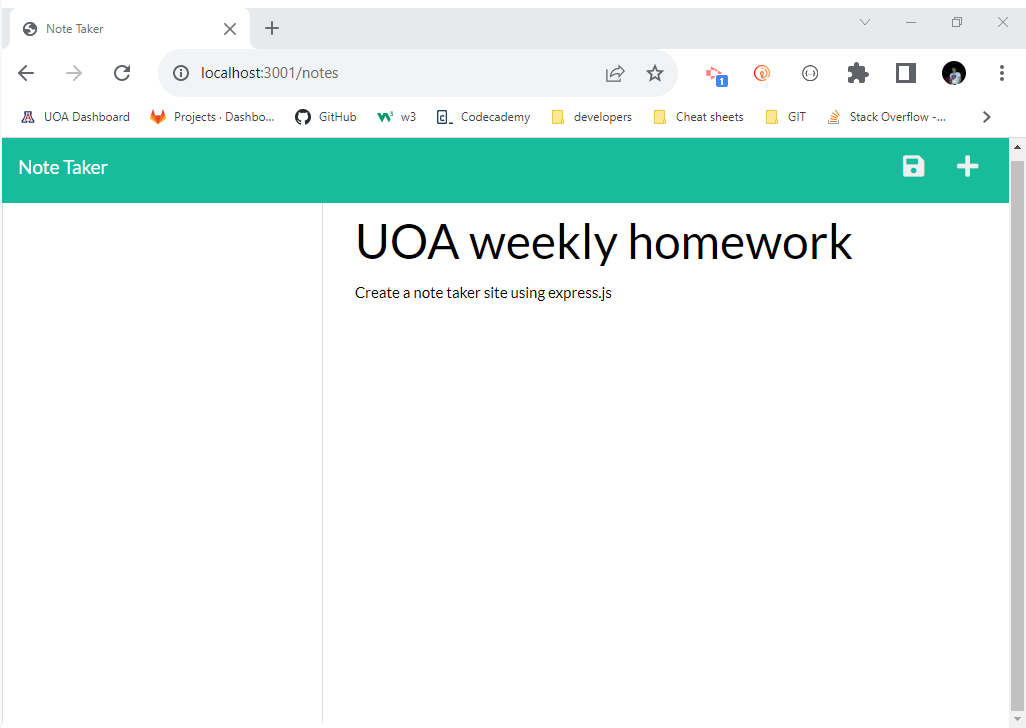 Note Taker
localhost:3001/notes
1
UOA Dashboard Projects · Dashbo... GitHub w3 Codecademy developers Cheat sheets GIT Stack Overflow -...
Note Taker
UOA weekly homework
Create a note taker site using express.js